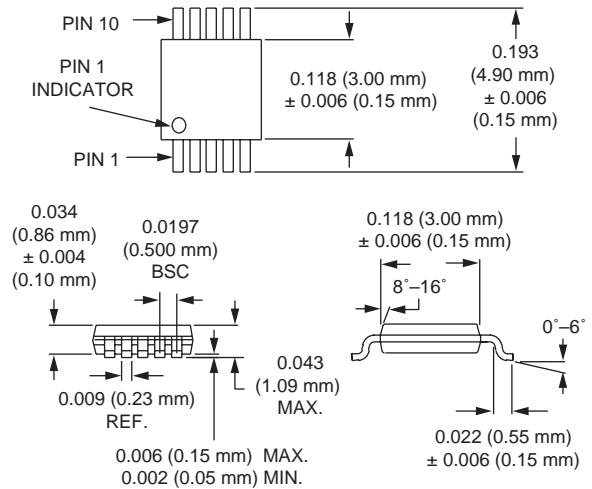 PIN 10
PIN 1
INDICATOR
PIN 1
0.118 (3.00 mm)
± 0.006 (0.15 mm)
0.193
(4.90 mm)
± 0.006
(0.15 mm)
0.034
(0.86 mm)
± 0.004
(0.10 mm)
0.0197
(0.500 mm)
BSC
0.118 (3.00 mm)
± 0.006 (0.15 mm)
8°–16°
0°–6°
0.009 (0.23 mm)
REF.
0.043
(1.09 mm)
MAX.
0.006 (0.15 mm) MAX.
0.002 (0.05 mm) MIN.
0.022 (0.55 mm)
± 0.006 (0.15 mm)